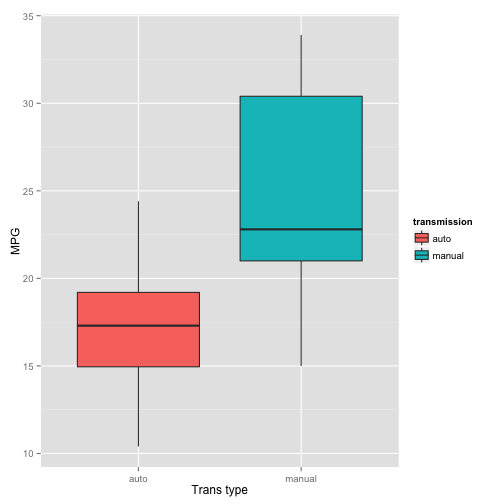 35
30
25
20
15
10
MPG
auto
manual
Trans type
transmission
auto
manual